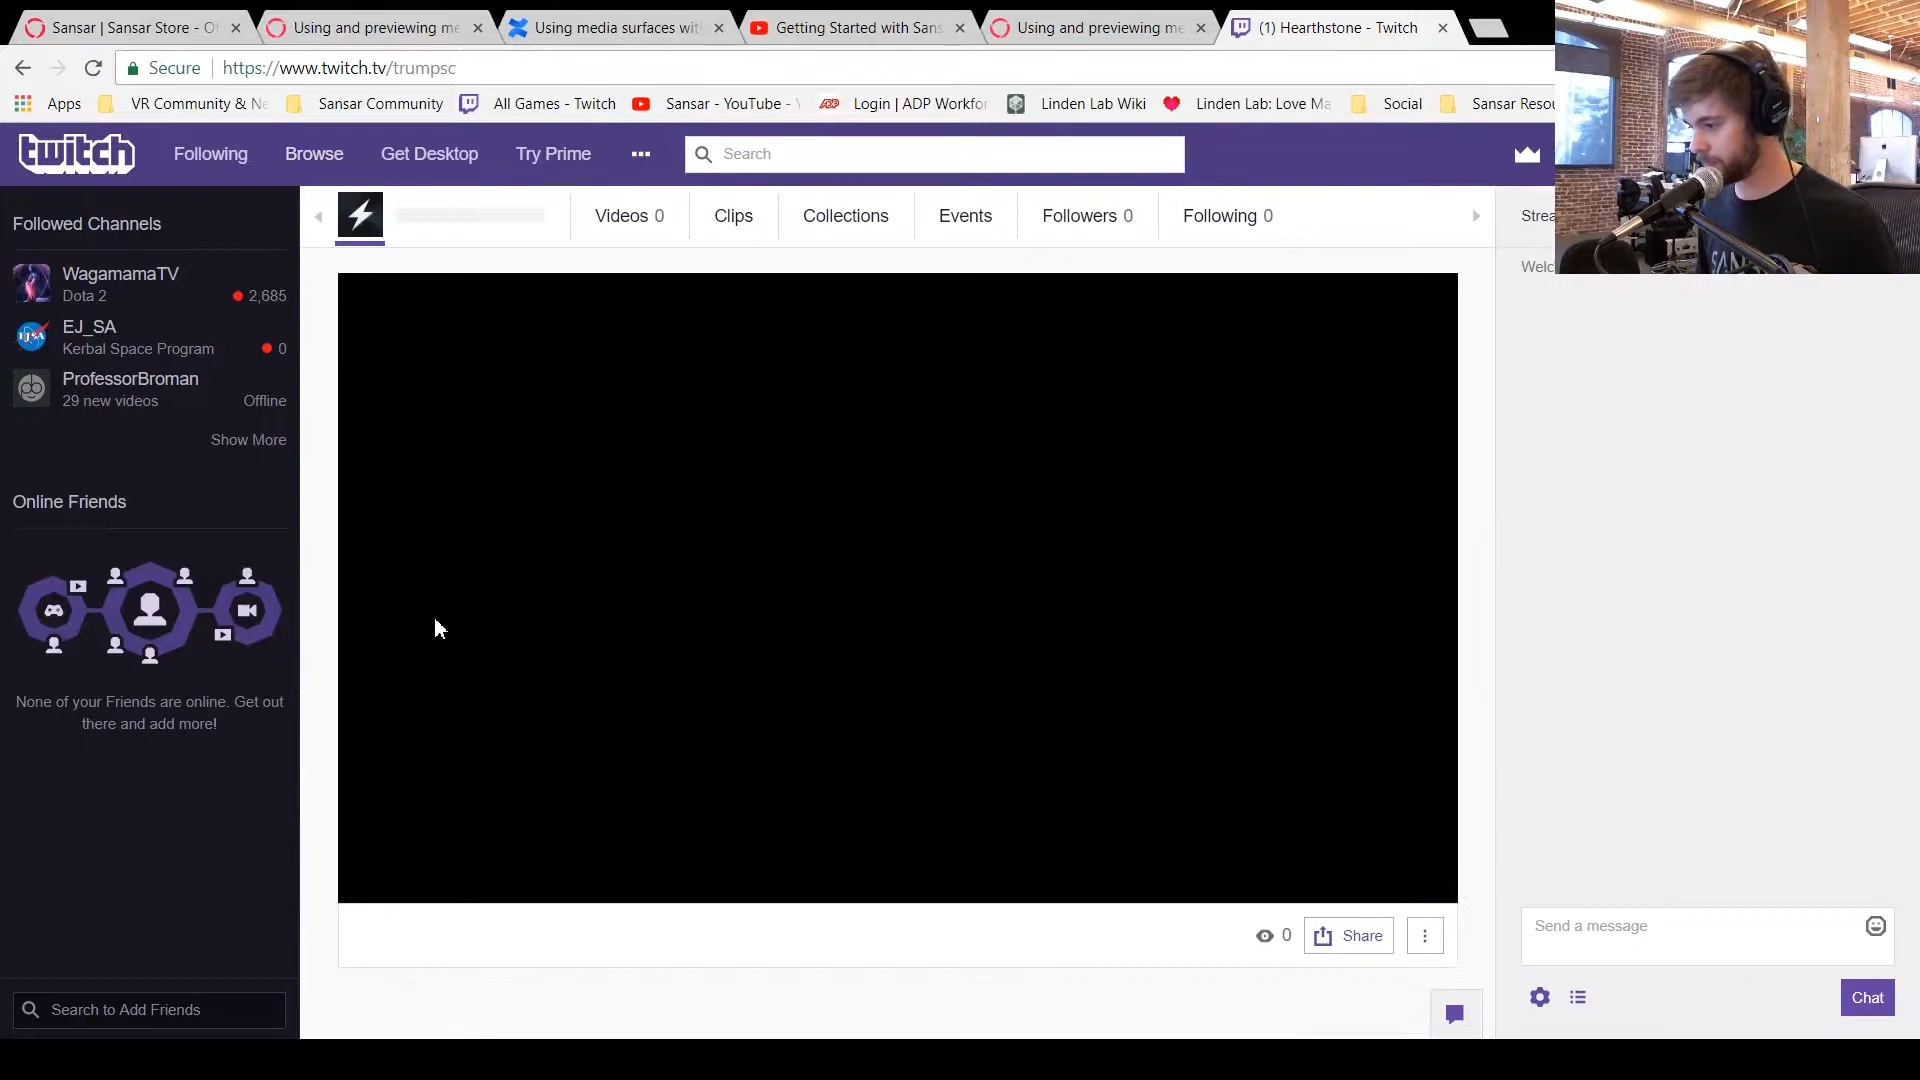 Sansar | Sansar Store - Of
Using and previewing me
Using media surfaces wit
Getting Started with Sans
Using and previewing me
(1) Hearthstone - Twitch
Secure
https://www.twitch.tv/trumpsc
Apps
VR Community & Ne
Sansar Community
All Games - Twitch
Sansar - YouTube -
ADP
Login | ADP Workfor
Linden Lab Wiki
Linden Lab: Love Ma
Social
Sansar Resou
twitch
Following
Browse
Get Desktop
Try Prime
Search
Followed Channels
WagamamaTV
Dota 2
2,685
EJ_SA
Kerbal Space Program
0
ProfessorBroman
29 new videos
Offline
Show More
Online Friends
None of your Friends are online. Get out
there and add more!
Search to Add Friends
Videos 0
Clips
Collections
Events
Followers 0
Following 0
Strea
Welc
0
Share
Send a message
Chat